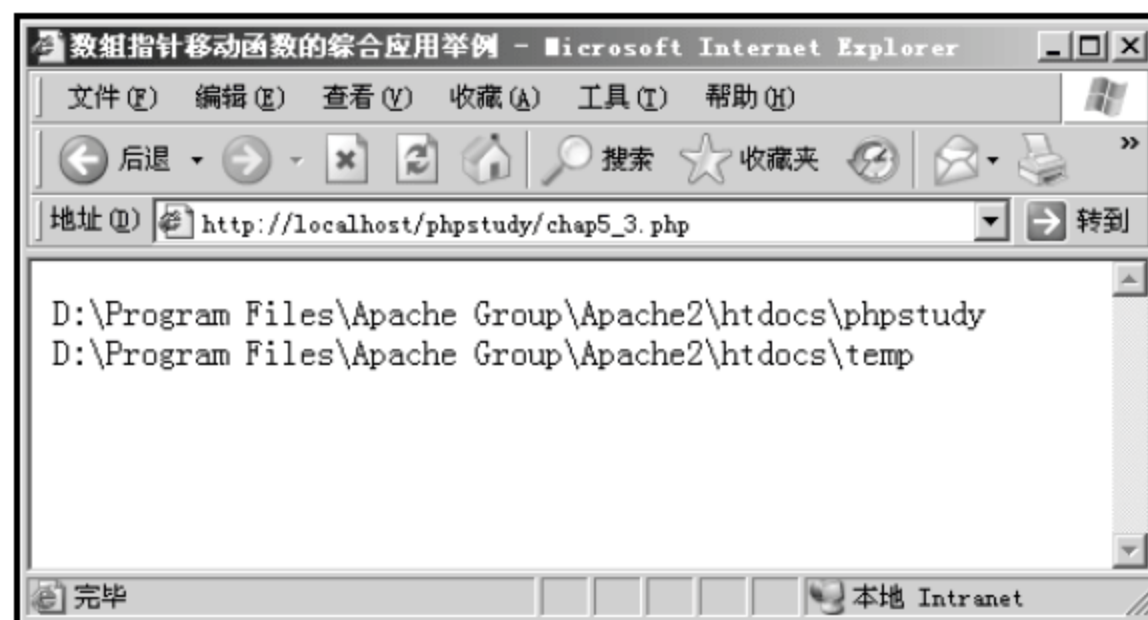 数组指针移动函数的综合应用举例 - Microsoft Internet Explorer
文件(F) 编辑(E) 查看(V) 收藏(A) 工具(T) 帮助(H)
后退 搜索 收藏夹 »
地址(D) http://localhost/phpstudy/chap5_3.php 转到
D:\Program Files\Apache Group\Apache2\htdocs\phpstudy
D:\Program Files\Apache Group\Apache2\htdocs\temp
完毕 本地 Intranet